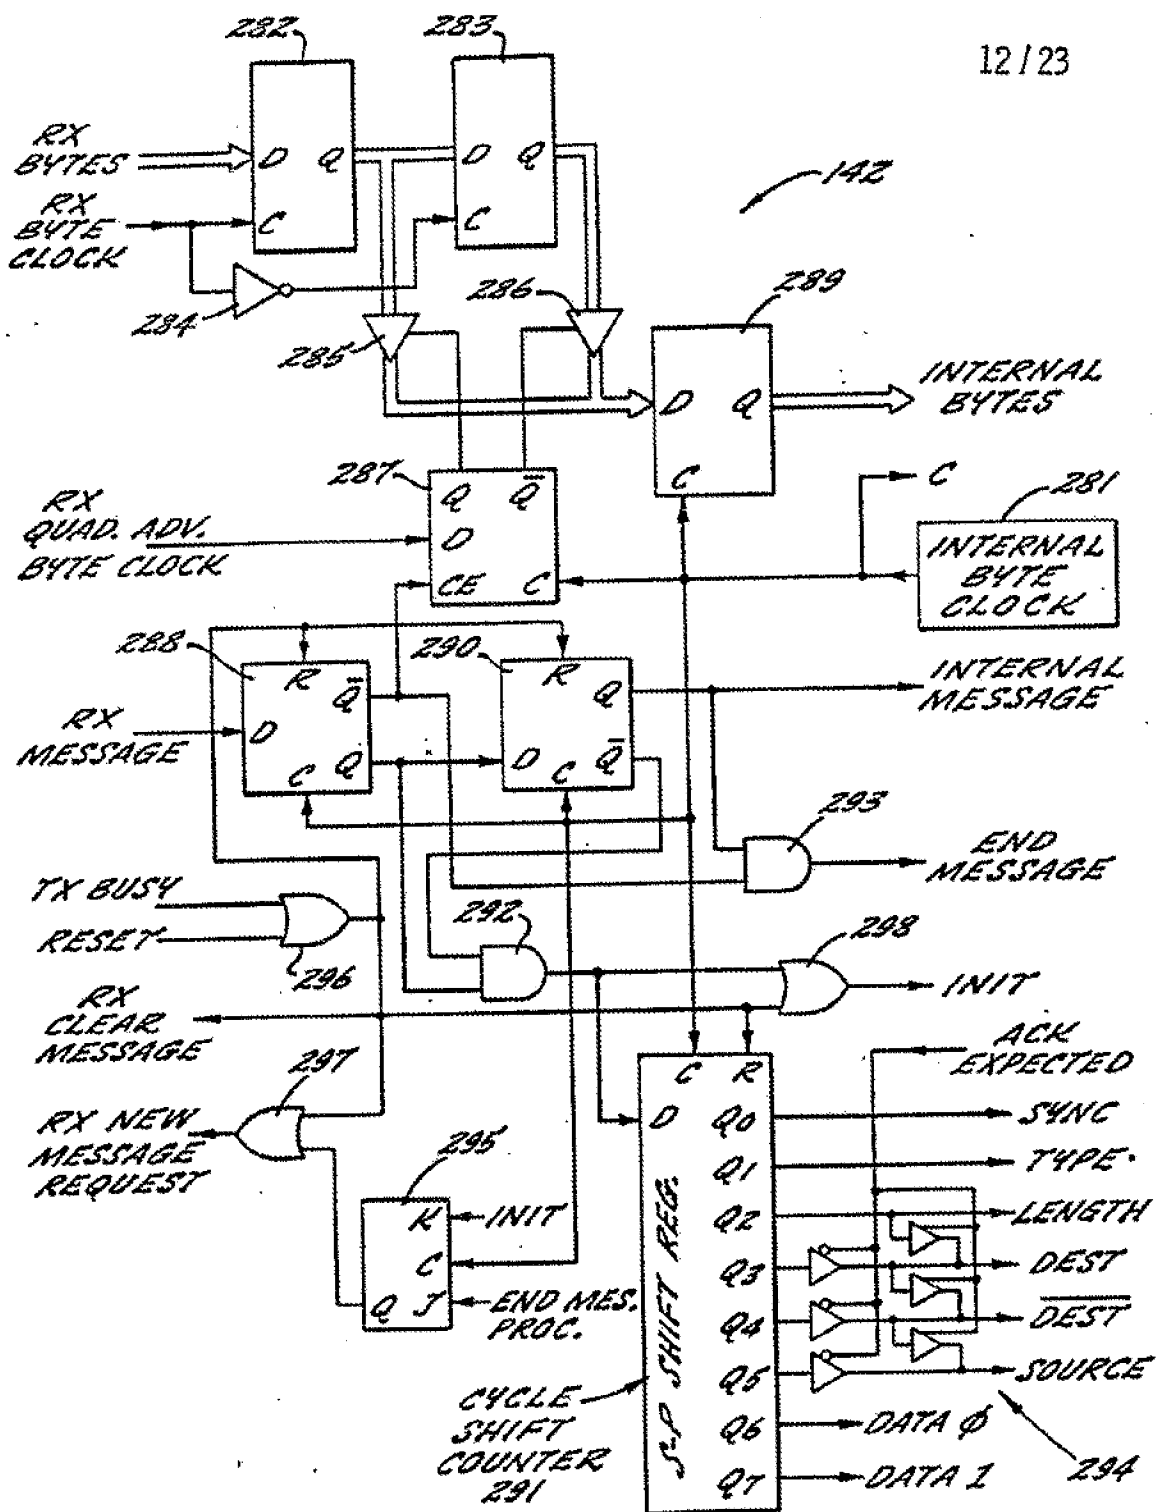 282
283
12/23
RX
BYTES
D Q
D Q
142
RX
BYTE
CLOCK
C
C
284
285
286
289
INTERNAL
BYTES
D Q
C
287
Q Q̅
C
281
RX
QUAD. ADV.
BYTE CLOCK
D
CE C
INTERNAL
BYTE
CLOCK
288
290
R
Q̅
R
Q
INTERNAL
MESSAGE
RX
MESSAGE
D
C Q
D
C Q̅
293
END
MESSAGE
TX BUSY
RESET
296
292
298
INIT
RX
CLEAR
MESSAGE
ACK
EXPECTED
297
C R
D Q0
SYNC
RX NEW
MESSAGE
REQUEST
295
Q1
TYPE
K
INIT
Q2
LENGTH
C
Q3
DEST
Q J
END MES.
PROC.
Q4
D̅E̅S̅T̅
S-P SHIFT REG.
Q5
SOURCE
CYCLE
SHIFT
COUNTER
291
Q6
DATA φ
Q7
DATA 1
294